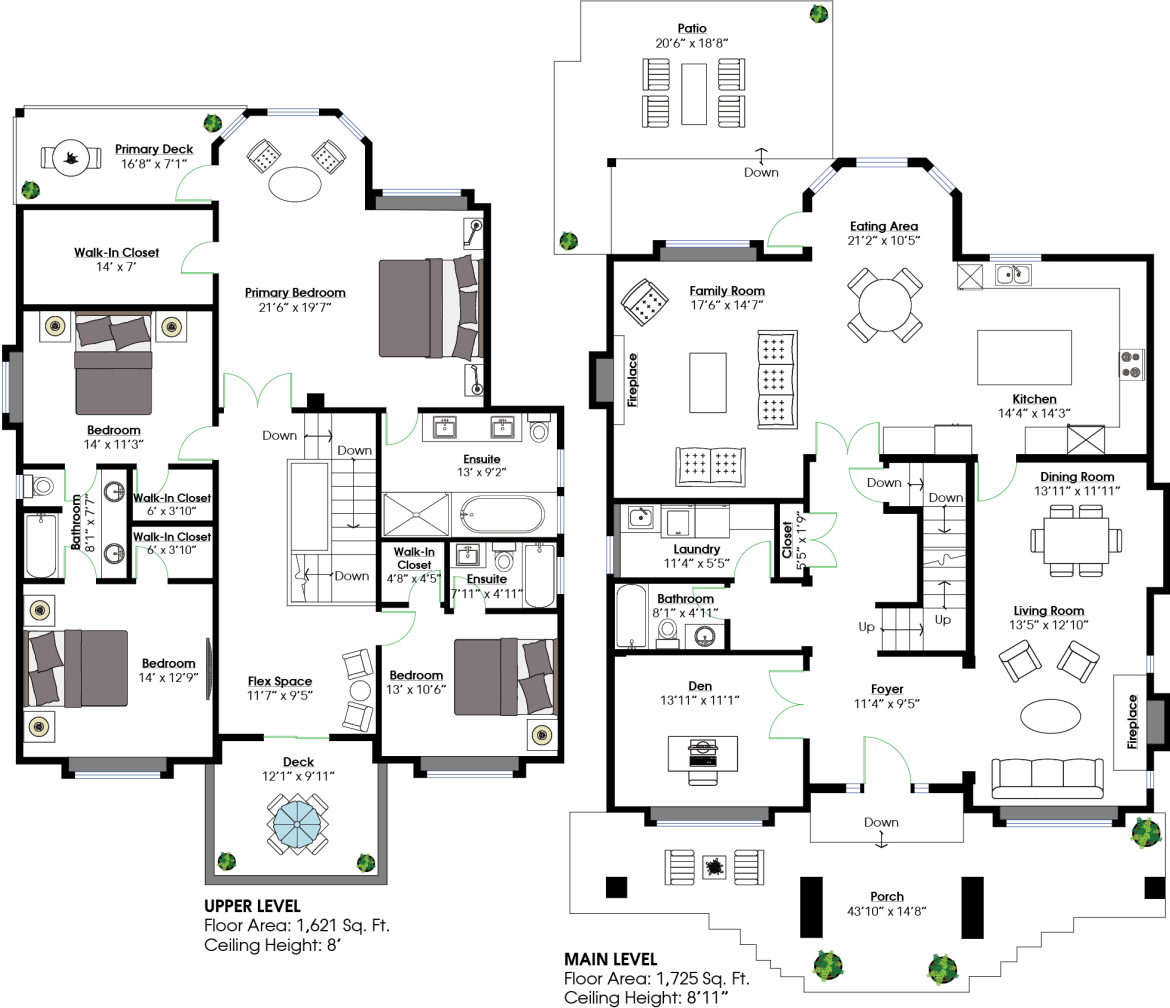 Primary Deck
16'8" x 7'1"
Walk-In Closet
14' x 7'
Primary Bedroom
21'6" x 19'7"
Bedroom
14' x 11'3"
Down
Down
Down
Ensuite
13' x 9'2"
Bathroom
8'1" x 7'7"
Walk-In Closet
6' x 3'10"
Walk-In Closet
6' x 3'10"
Walk-In
Closet
4'8" x 4'5"
Ensuite
7'11" x 4'11"
Bedroom
14' x 12'9"
Flex Space
11'7" x 9'5"
Bedroom
13' x 10'6"
Deck
12'1" x 9'11"
UPPER LEVEL
Floor Area: 1,621 Sq. Ft.
Ceiling Height: 8'
Patio
20'6" x 18'8"
Down
Eating Area
21'2" x 10'5"
Family Room
17'6" x 14'7"
Fireplace
Kitchen
14'4" x 14'3"
Down
Down
Dining Room
13'11" x 11'11"
Closet
5'5" x 1'9"
Laundry
11'4" x 5'5"
Bathroom
8'1" x 4'11"
Up
Up
Living Room
13'5" x 12'10"
Den
13'11" x 11'1"
Foyer
11'4" x 9'5"
Fireplace
Down
Porch
43'10" x 14'8"
MAIN LEVEL
Floor Area: 1,725 Sq. Ft.
Ceiling Height: 8'11"